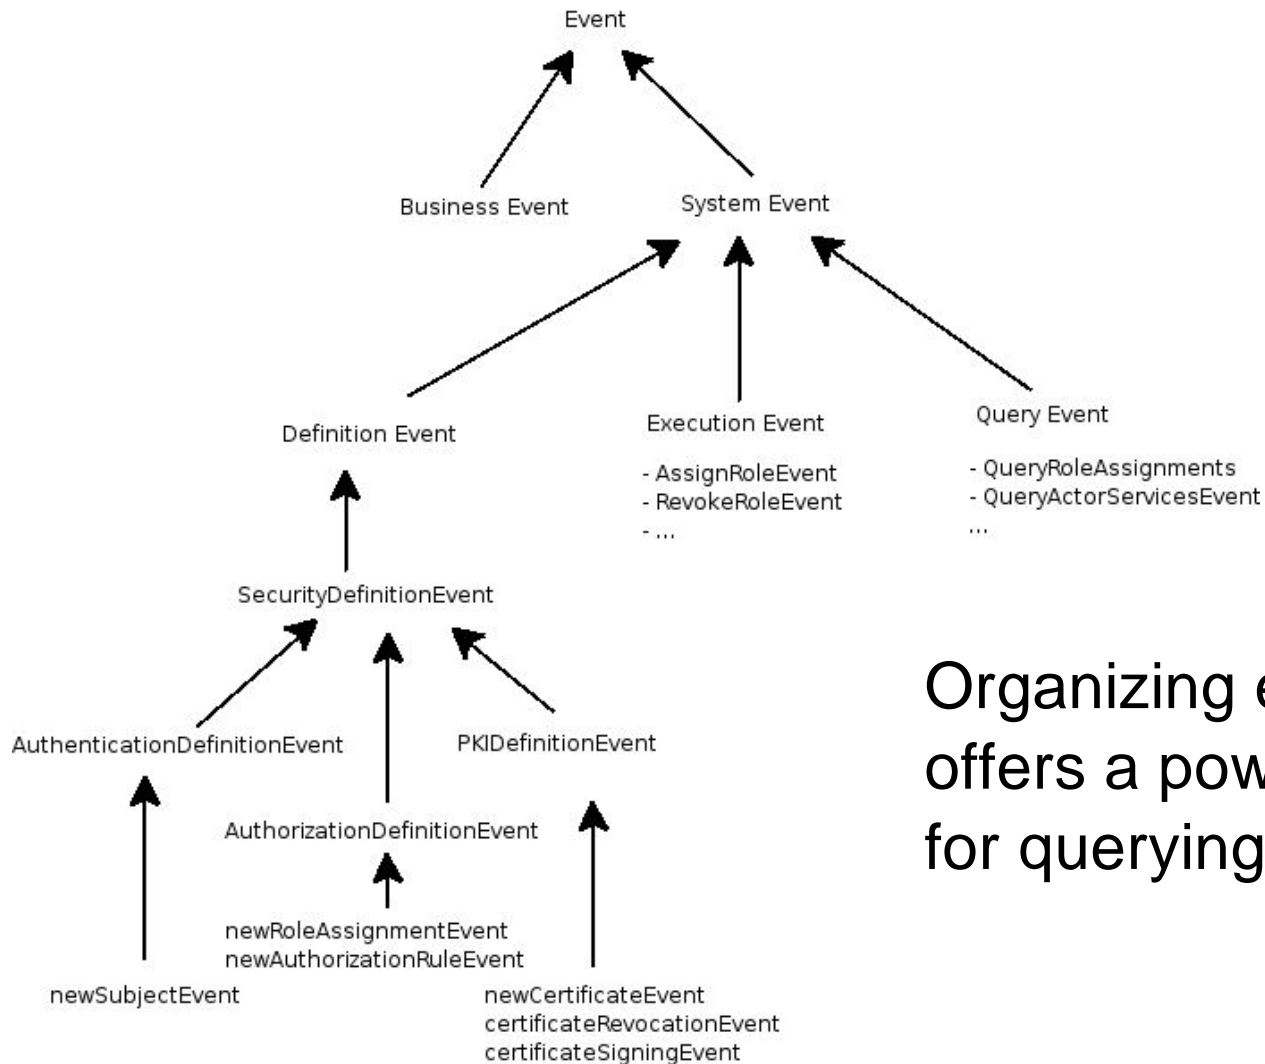 Event
Business Event
System Event
Definition Event
Execution Event
- AssignRoleEvent
- RevokeRoleEvent
- ...
Query Event
- QueryRoleAssignments
- QueryActorServicesEvent
...
SecurityDefinitionEvent
AuthenticationDefinitionEvent
PKIDefinitionEvent
AuthorizationDefinitionEvent
newRoleAssignmentEvent
newAuthorizationRuleEvent
newSubjectEvent
newCertificateEvent
certificateRevocationEvent
certificateSigningEvent
Organizing
offers a
for querying